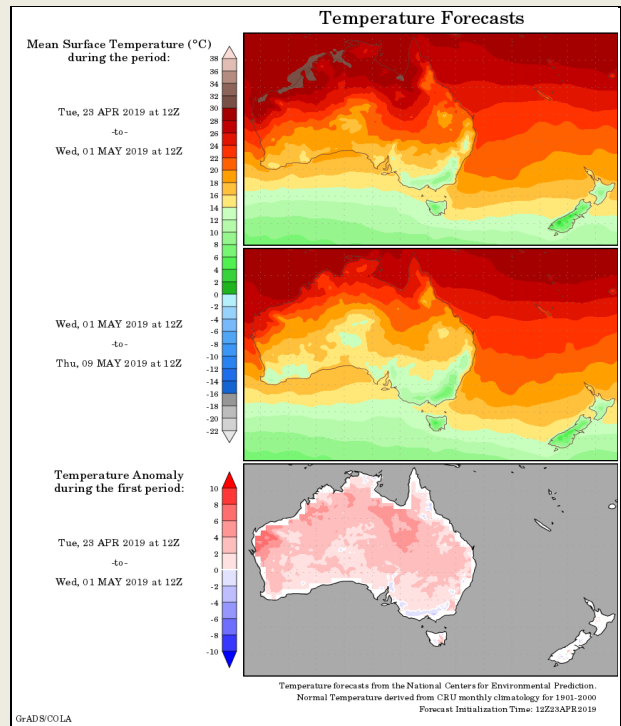 Temperature Forecasts
Mean Surface Temperature (°C)
during the period:
Tue, 23 APR 2019 at 12Z
-to-
Wed, 01 MAY 2019 at 12Z
38
36
34
32
30
28
26
24
22
20
18
16
14
12
10
8
6
4
2
0
-2
-4
-6
-8
-10
-12
-14
-16
-17
-18
-20
-22
Wed, 01 MAY 2019 at 12Z
-to-
Thu, 09 MAY 2019 at 12Z
Temperature Anomaly
during the first period:
Tue, 23 APR 2019 at 12Z
-to-
Wed, 01 MAY 2019 at 12Z
10
8
6
4
2
0
-2
-4
-6
-8
-10
Temperature forecasts from the National Centers for Environmental Prediction.
Normal Temperature derived from CRU monthly climatology for 1901-2000
Forecast Initialization Time: 12Z23APR2019
GrADS/COLA